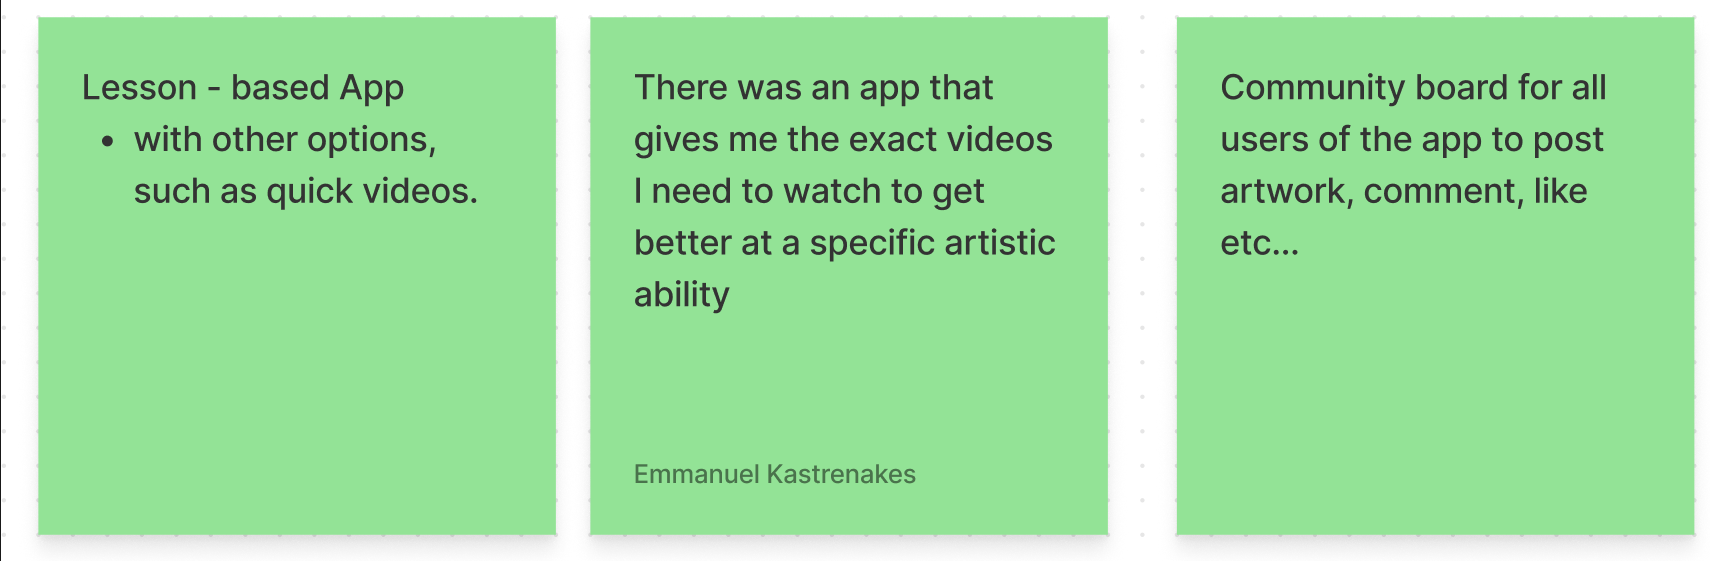 Lesson - based App
• with other options,
such as quick videos.
There was an app that
gives me the exact videos
I need to watch to get
better at a specific artistic
ability
Emmanuel Kastrenakes
Community board for all
users of the app to post
artwork, comment, like
etc...